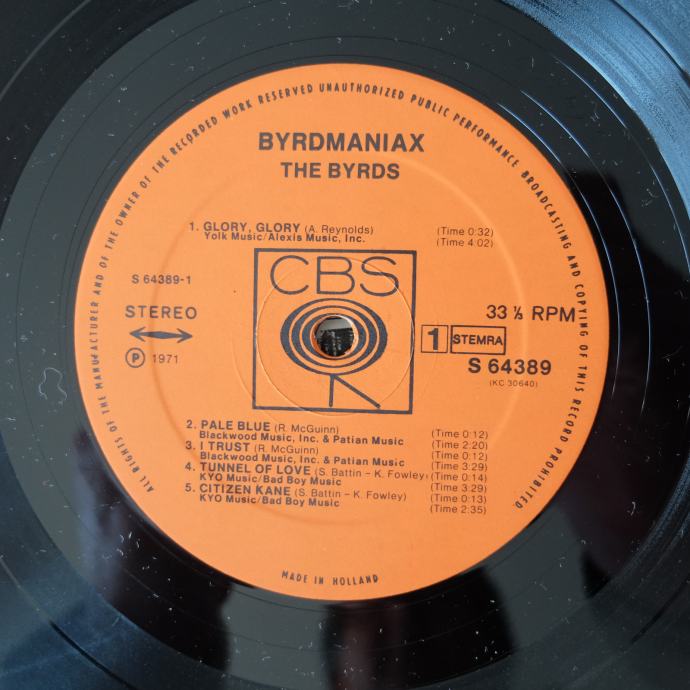 ALL RIGHTS OF THE MANUFACTURER AND OF THE OWNER OF THE RECORDED WORK RESERVED UNAUTHORIZED PUBLIC PERFORMANCE BROADCASTING AND COPYING OF THIS RECORD PROHIBITED
BYRDMANIAX
THE BYRDS
1. GLORY, GLORY (A. Reynolds) (Time 0:32)
Yolk Music/Alexis Music, Inc. (Time 4:02)
CBS
S 64389-1
STEREO
33 ⅓ RPM
1 STEMRA
℗ 1971
S 64389
(KC 30640)
2. PALE BLUE (R. McGuinn) (Time 0:12)
Blackwood Music, Inc. & Patian Music (Time 2:20)
3. I TRUST (R. McGuinn) (Time 0:12)
Blackwood Music, Inc. & Patian Music (Time 3:29)
4. TUNNEL OF LOVE (S. Battin – K. Fowley) (Time 0:14)
KYO Music/Bad Boy Music (Time 3:29)
5. CITIZEN KANE (S. Battin – K. Fowley) (Time 0:13)
KYO Music/Bad Boy Music (Time 2:35)
MADE IN HOLLAND